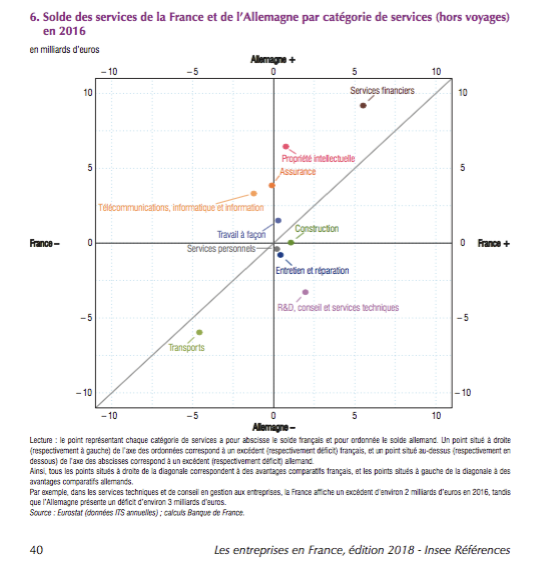 6. Solde des services de la France et de l'Allemagne par catégorie de services (hors voyages)
en 2016
en milliards d'euros
Allemagne +
−10 −5 0 5 10
Services financiers
10 10
Propriété intellectuelle
5 Assurance 5
Télécommunications, informatique et information
Travail à façon Construction
France – 0 0 France +
Services personnels
Entretien et réparation
R&D, conseil et services techniques
−5 −5
Transports
−10 −10
−10 −5 0 5 10
Allemagne –
Lecture : le point représentant chaque catégorie de services a pour abscisse le solde français et pour ordonnée le solde allemand. Un point situé à droite
(respectivement à gauche) de l'axe des ordonnées correspond à un excédent (respectivement déficit) français, et un point situé au-dessus (respectivement en
dessous) de l'axe des abscisses correspond à un excédent (respectivement déficit) allemand.
Ainsi, tous les points situés à droite de la diagonale correspondent à des avantages comparatifs français, et les points situés à gauche de la diagonale à des
avantages comparatifs allemands.
Par exemple, dans les services techniques et de conseil en gestion aux entreprises, la France affiche un excédent d'environ 2 milliards d'euros en 2016, tandis
que l'Allemagne présente un déficit d'environ 3 milliards d'euros.
Source : Eurostat (données ITS annuelles) ; calculs Banque de France.
40 Les entreprises en France, édition 2018 - Insee Références